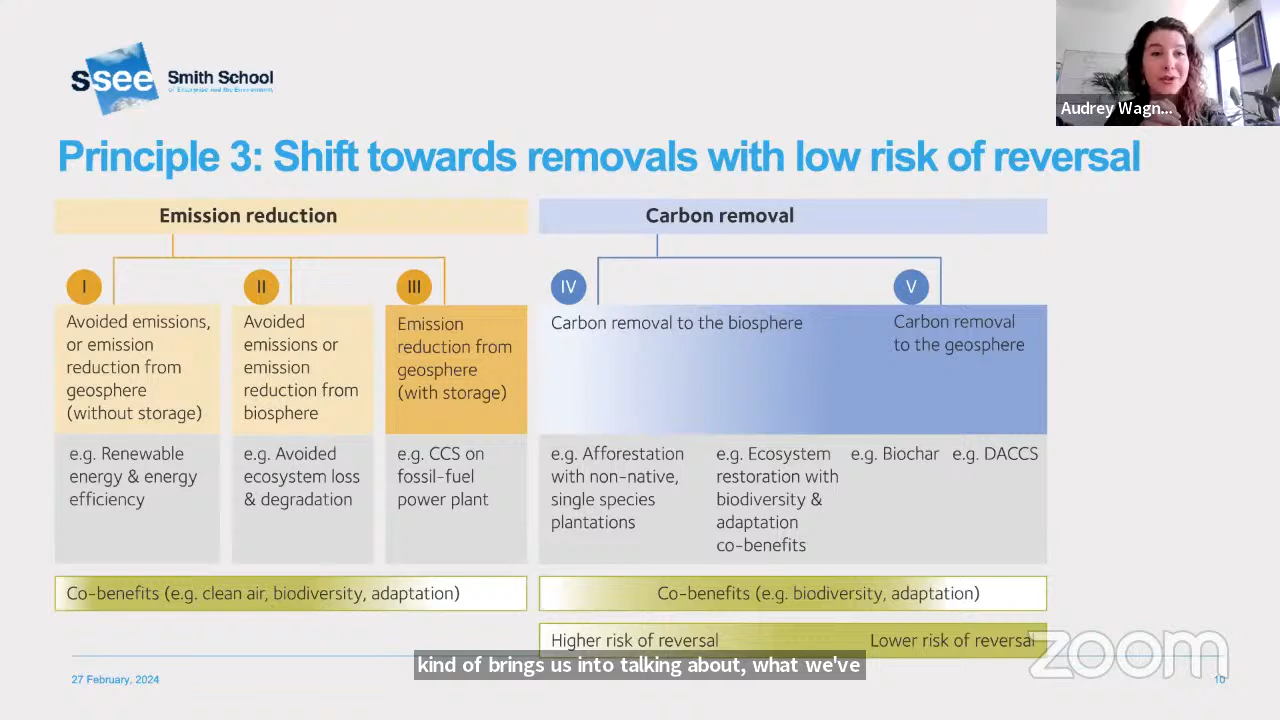 ssee
Smith School
of Enterprise and the Environment
Audrey Wagn...
Principle 3: Shift towards removals with low risk of reversal
Emission reduction
Carbon removal
I
II
III
IV
V
Avoided emissions,
or emission
reduction from
geosphere
(without storage)
Avoided
emissions or
emission
reduction from
biosphere
Emission
reduction from
geosphere
(with storage)
Carbon removal to the biosphere
Carbon removal
to the geosphere
e.g. Renewable
energy & energy
efficiency
e.g. Avoided
ecosystem loss
& degradation
e.g. CCS on
fossil-fuel
power plant
e.g. Afforestation
with non-native,
single species
plantations
e.g. Ecosystem
restoration with
biodiversity &
adaptation
co-benefits
e.g. Biochar
e.g. DACCS
Co-benefits (e.g. clean air, biodiversity, adaptation)
Co-benefits (e.g. biodiversity, adaptation)
Higher risk of reversal
Lower risk of reversal
kind of brings us into talking about, what we've
zoom
27 February, 2024
10